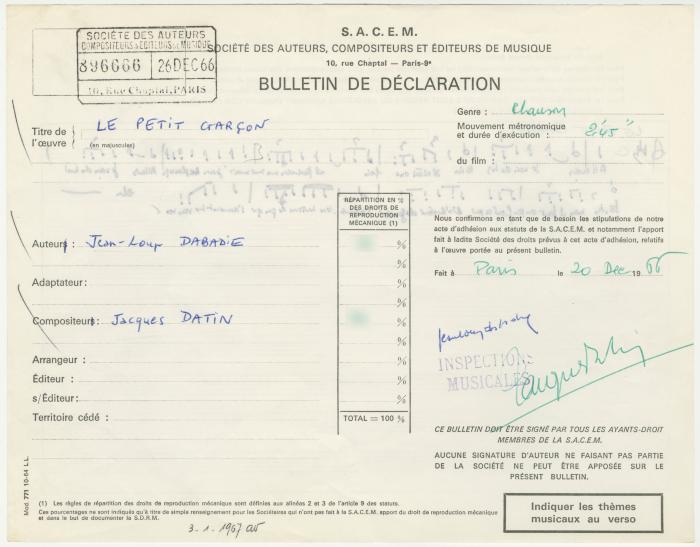 SOCIÉTÉ DES AUTEURS
COMPOSITEURS & EDITEURS DE MUSIQUE
896666 26 DEC 66
10, Rue Chaptal, PARIS
S.A.C.E.M.
SOCIÉTÉ DES AUTEURS, COMPOSITEURS ET ÉDITEURS DE MUSIQUE
10, rue Chaptal — Paris-9e
BULLETIN DE DÉCLARATION
Titre de l'œuvre
(en majuscules)
LE PETIT GARÇON
Genre : Chanson
Mouvement métronomique
et durée d'exécution : 2'45"
du film :
RÉPARTITION EN %
DES DROITS DE
REPRODUCTION
MÉCANIQUE (1)
Auteurs : Jean-Loup DABADIE %
%
Adaptateur : %
%
Compositeurs : Jacques DATIN %
%
Arrangeur : %
Éditeur : %
s/Éditeur : %
Territoire cédé :
TOTAL = 100 %
Nous confirmons en tant que de besoin les stipulations de notre
acte d'adhésion aux statuts de la S.A.C.E.M. et notamment l'apport
fait à ladite Société des droits prévus à cet acte d'adhésion, relatifs
à l'œuvre portée au présent bulletin.
Fait à Paris le 20 Dec 1966
INSPECTIONS
MUSICALES
CE BULLETIN DOIT ÊTRE SIGNÉ PAR TOUS LES AYANTS-DROIT
MEMBRES DE LA S.A.C.E.M.
AUCUNE SIGNATURE D'AUTEUR NE FAISANT PAS PARTIE
DE LA SOCIÉTÉ NE PEUT ÊTRE APPOSÉE SUR LE
PRÉSENT BULLETIN.
Indiquer les thèmes
musicaux au verso
Mod. 771 10-64 L.L.
(1) Les règles de répartition des droits de reproduction mécanique sont définies aux alinéas 2 et 3 de l'article 9 des statuts.
Ces pourcentages ne sont indiqués qu'à titre de simple renseignement pour les Sociétaires qui n'ont pas fait à la S.A.C.E.M. apport du droit de reproduction mécanique
et dans le but de documenter la S.D.R.M.
3-1-1967